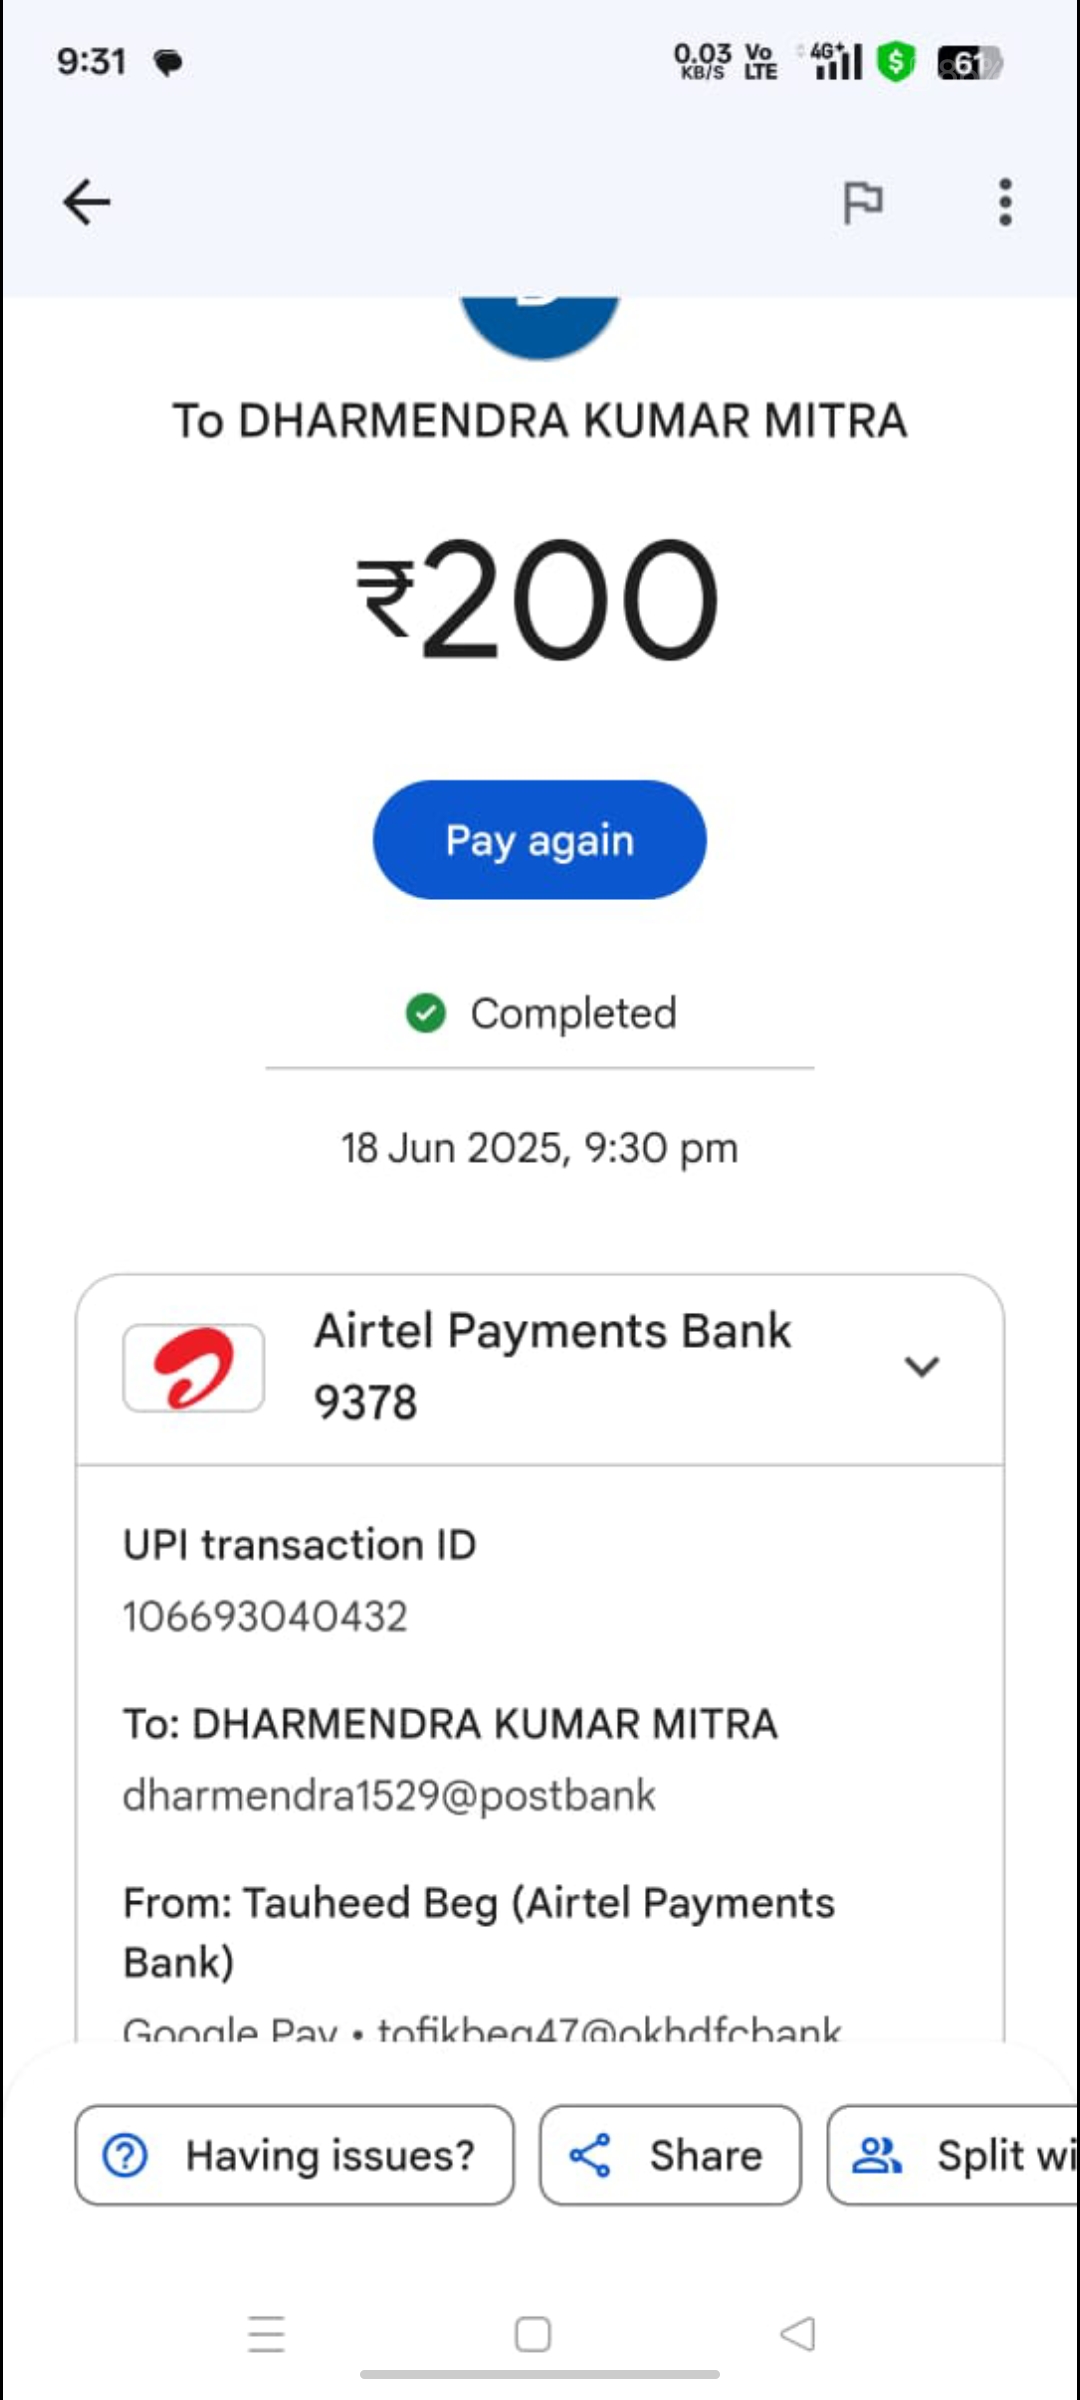 9:31
0.03 KB/S Vo LTE 4G+ 61
To DHARMENDRA KUMAR MITRA
₹200
Pay again
Completed
18 Jun 2025, 9:30 pm
Airtel Payments Bank
9378
UPI transaction ID
106693040432
To: DHARMENDRA KUMAR MITRA
dharmendra1529@postbank
From: Tauheed Beg (Airtel Payments
Bank)
Google Pay • tofikbeg47@okhdfcbank
Having issues?
Share
Split wi